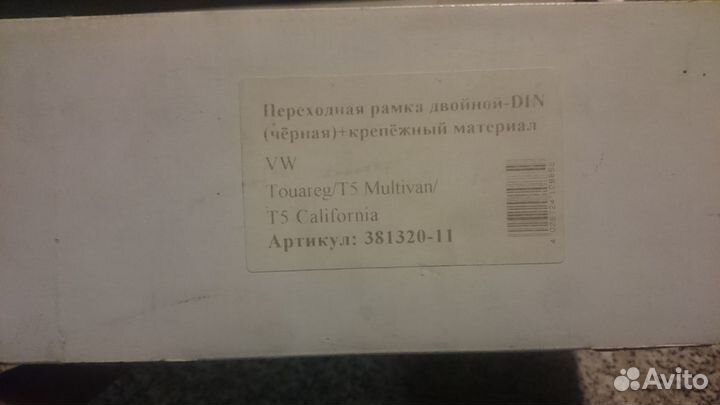 Переходная рамка двойной-DIN
(чёрная)+крепёжный материал
VW
Touareg/T5 Multivan/
T5 California
Артикул: 381320-11
Avito